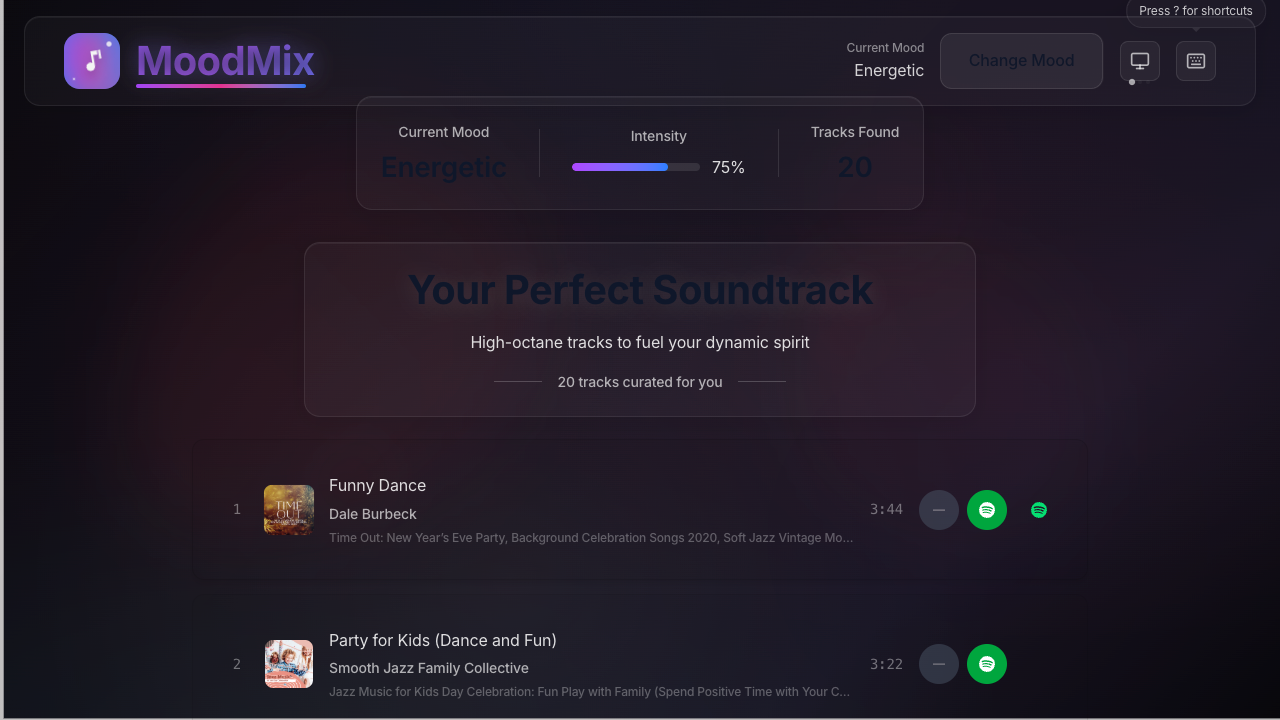 Press ? for shortcuts
MoodMix
Current Mood
Energetic
Change Mood
Current Mood
Energetic
Intensity
75%
Tracks Found
20
Your Perfect Soundtrack
High-octane tracks to fuel your dynamic spirit
20 tracks curated for you
1
TIME OUT
Funny Dance
Dale Burbeck
Time Out: New Year's Eve Party, Background Celebration Songs 2020, Soft Jazz Vintage Mo...
3:44
2
Party for Kids (Dance and Fun)
Smooth Jazz Family Collective
Jazz Music for Kids Day Celebration: Fun Play with Family (Spend Positive Time with Your C...
3:22